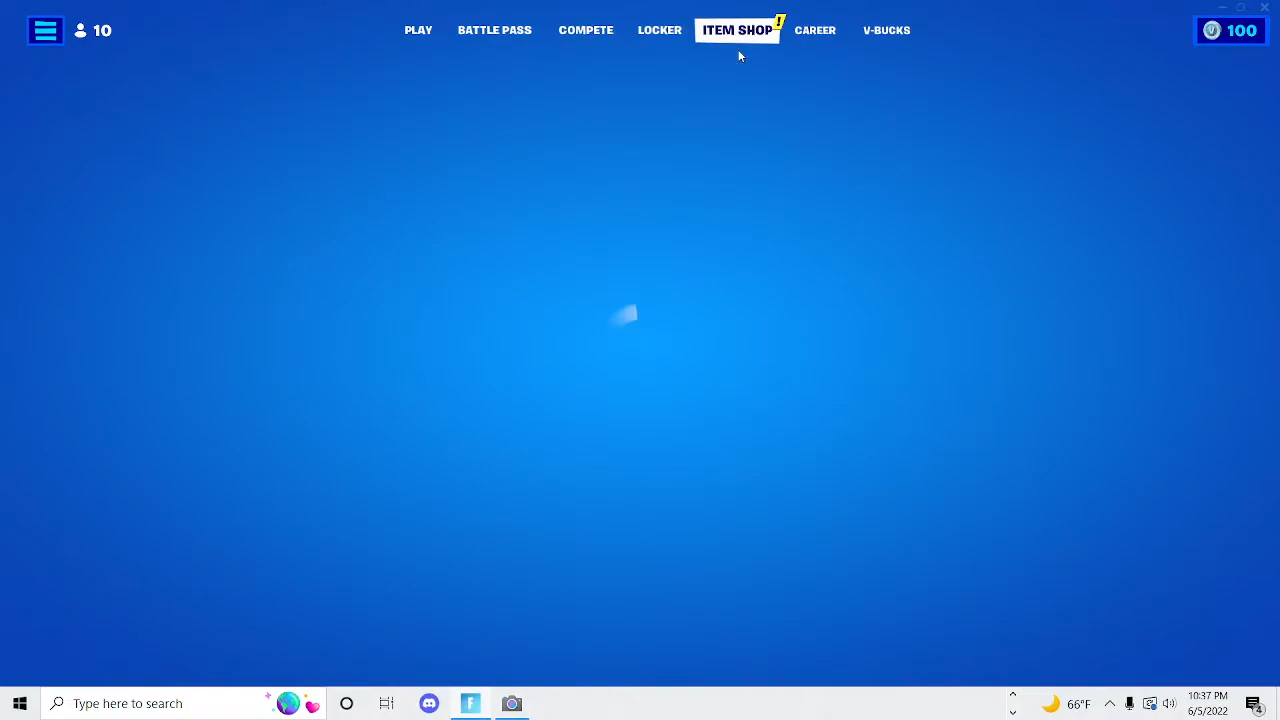 10 PLAY BATTLE PASS COMPETE LOCKER ITEM SHOP ! CAREER V-BUCKS 100
Type here to search F 66°F 10:37 PM
6/5/2022 4